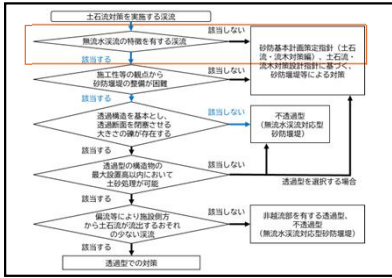 土石流対策を実施する渓流
無流水渓流の特徴を有する渓流
該当しない
砂防基本計画策定指針（土石
流・流木対策編）、土石流・
流木対策設計指針に基づく、
砂防堰堤等による対策
該当する
施工性等の観点から
砂防堰堤の整備が困難
該当しない
該当する
透過構造を基本とし、
透過断面を閉塞させる
大きさの礫が存在する
該当しない
不透過型
（無流水渓流対応型
砂防堰堤）
該当する
透過型の構造物の
最大設置高以内において
土砂処理が可能
該当しない
透過型を選択する場合
該当する
偏流等により施設側方
から土石流が流出するおそれ
の少ない渓流
該当しない
非越流部を有する透過型、
不透過型
（無流水渓流対応型砂防堰堤）
該当する
透過型での対策